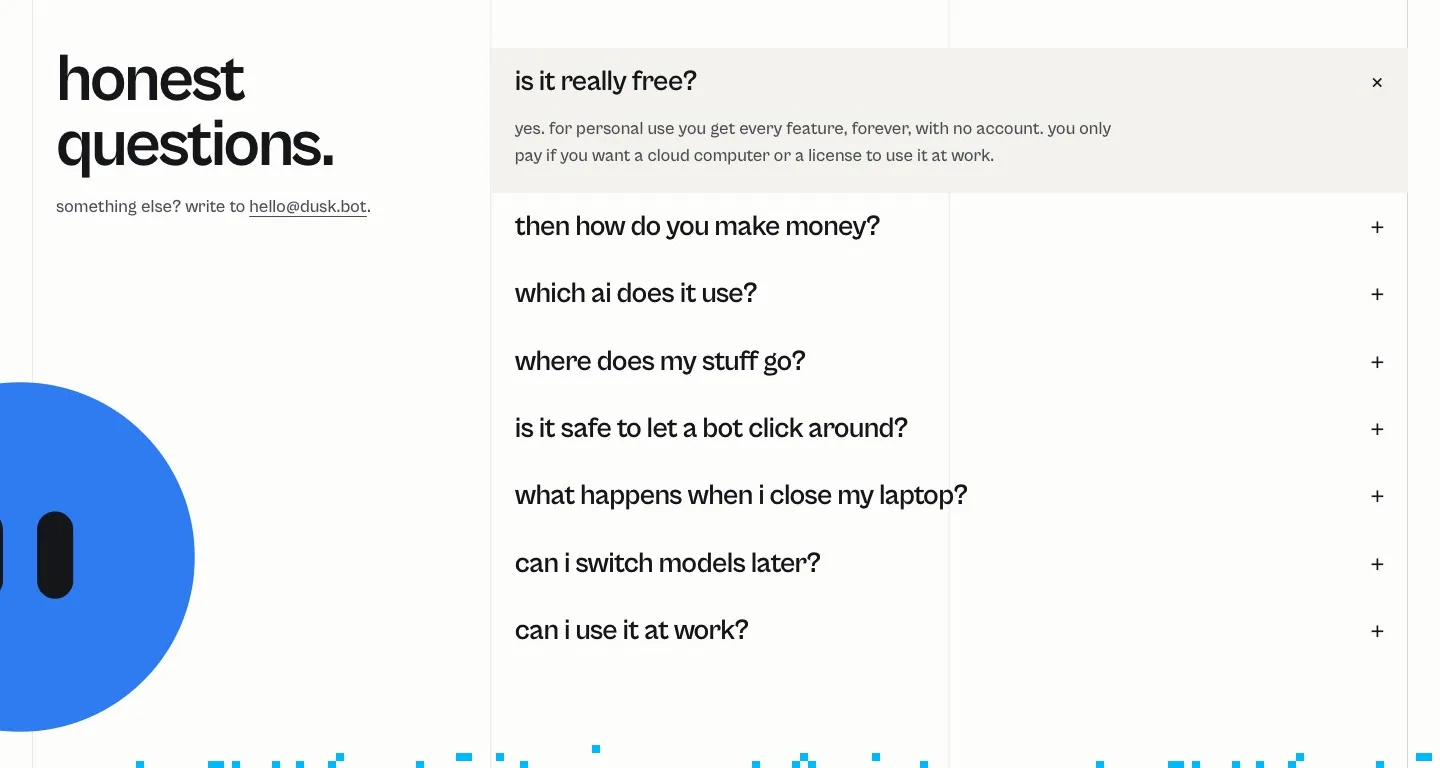 honest
questions.
something else? write to hello@dusk.bot.
is it really free?
yes. for personal use you get every feature, forever, with no account. you only
pay if you want a cloud computer or a license to use it at work.
then how do you make money?
which ai does it use?
where does my stuff go?
is it safe to let a bot click around?
what happens when i close my laptop?
can i switch models later?
can i use it at work?